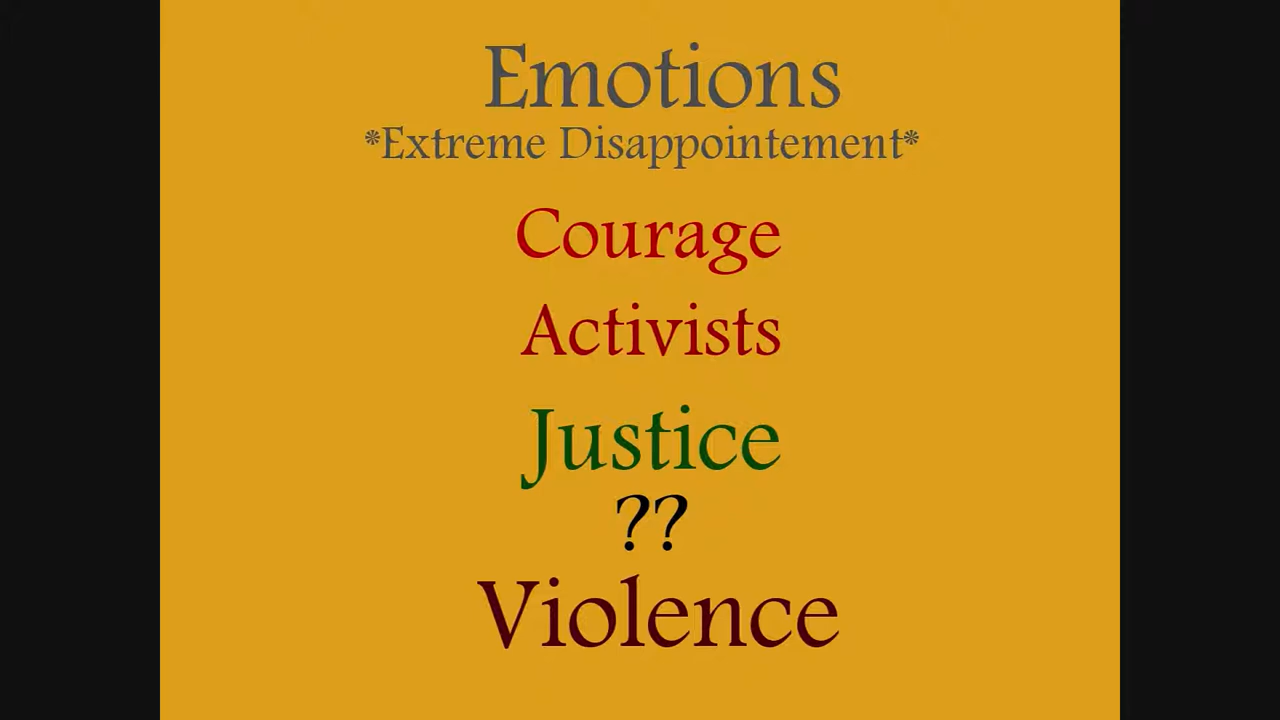 Emotions
*Extreme Disappointement*
Courage
Activists
Justice
??
Violence